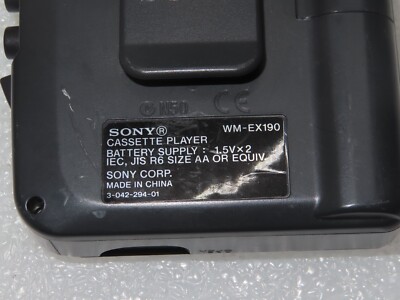 CE
SONY® WM-EX190
CASSETTE PLAYER
BATTERY SUPPLY : 1.5V×2
IEC, JIS R6 SIZE AA OR EQUIV.
SONY CORP.
MADE IN CHINA
3-042-294-01